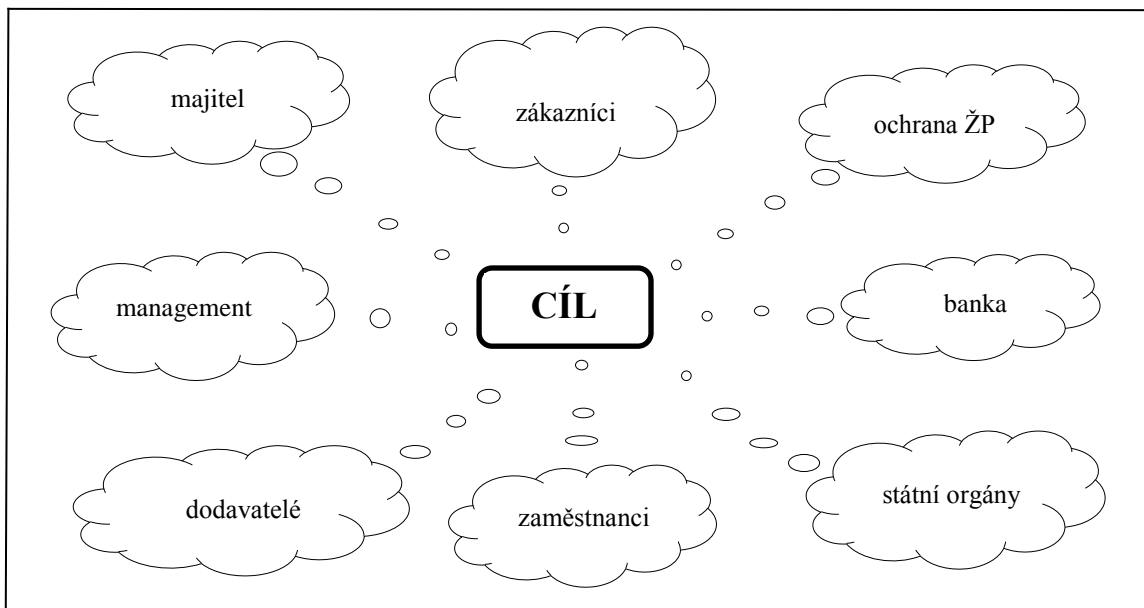 majitel
zákazníci
ochrana ŽP
management
CÍL
banka
dodavatelé
zaměstnanci
státní orgány